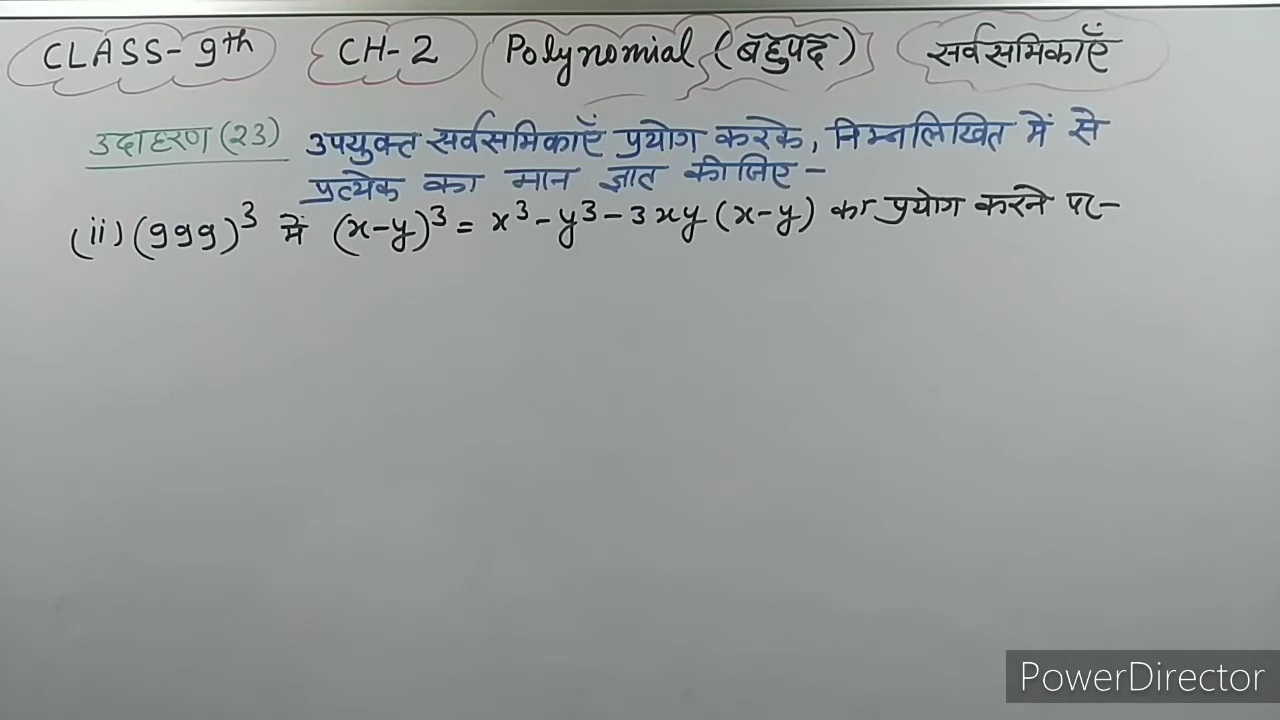 CLASS-9th CH-2 Polynomial (बहुपद) सर्वसमिकाएँ
उदाहरण (23) उपयुक्त सर्वसमिकाएँ प्रयोग करके, निम्नलिखित में से
प्रत्येक का मान ज्ञात कीजिए -
(ii) (999)³ में (x-y)³ = x³ - y³ - 3xy (x-y) का प्रयोग करने पर-
PowerDirector